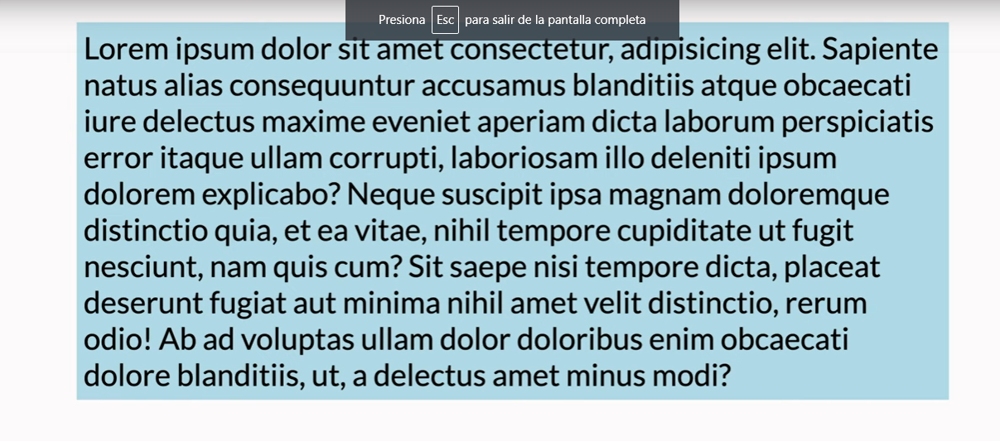 Presiona Esc para salir de la pantalla completa
Lorem ipsum dolor sit amet consectetur, adipisicing elit. Sapiente
natus alias consequuntur accusamus blanditiis atque obcaecati
iure delectus maxime eveniet aperiam dicta laborum perspiciatis
error itaque ullam corrupti, laboriosam illo deleniti ipsum
dolorem explicabo? Neque suscipit ipsa magnam doloremque
distinctio quia, et ea vitae, nihil tempore cupiditate ut fugit
nesciunt, nam quis cum? Sit saepe nisi tempore dicta, placeat
deserunt fugiat aut minima nihil amet velit distinctio, rerum
odio! Ab ad voluptas ullam dolor doloribus enim obcaecati
dolore blanditiis, ut, a delectus amet minus modi?